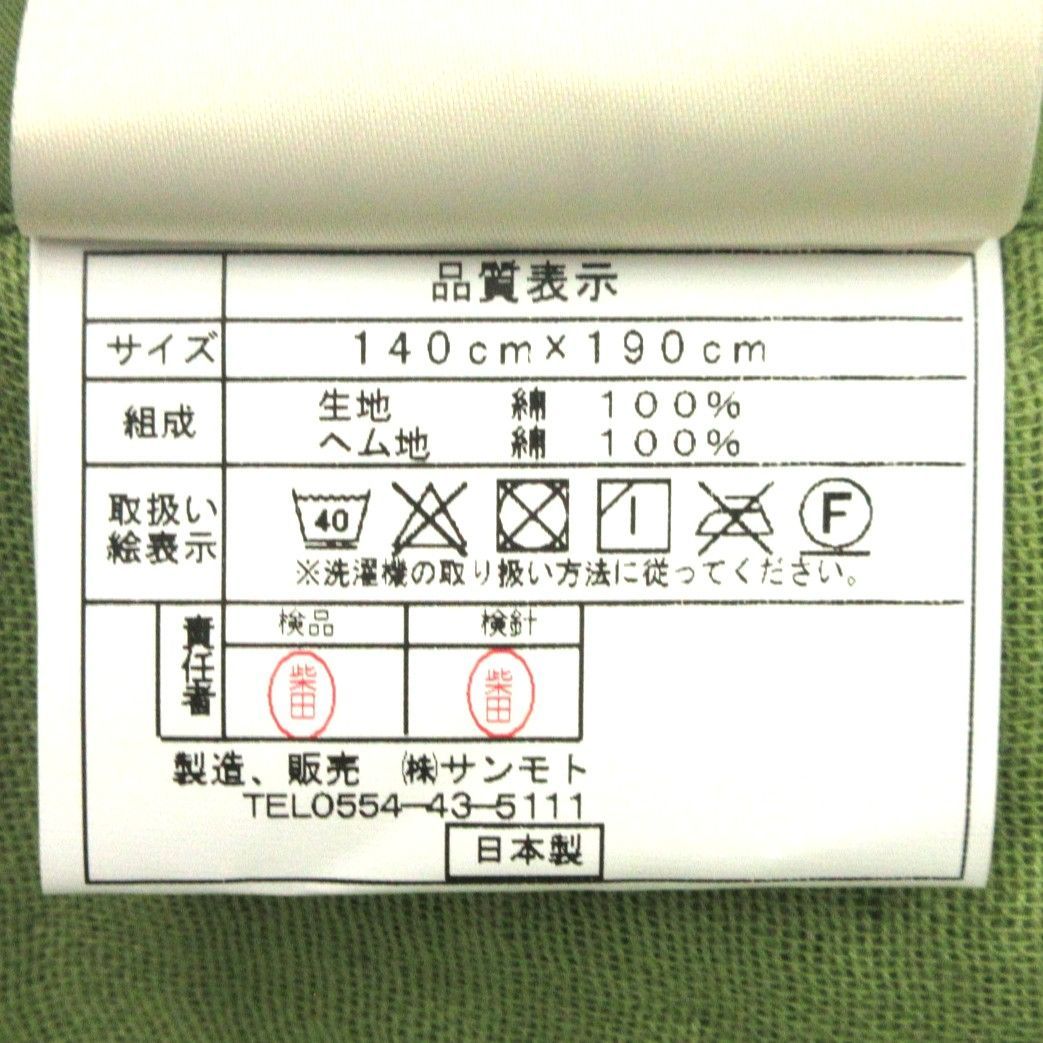 品質表示
サイズ 140cm×190cm
組成 生地 綿 100%
ヘム地 綿 100%
取扱い
絵表示
40 F
※洗濯機の取り扱い方法に従ってください。
責任者 検品 検針
柴田 柴田
製造、販売 ㈱サンモト
TEL0554-43-5111
日本製